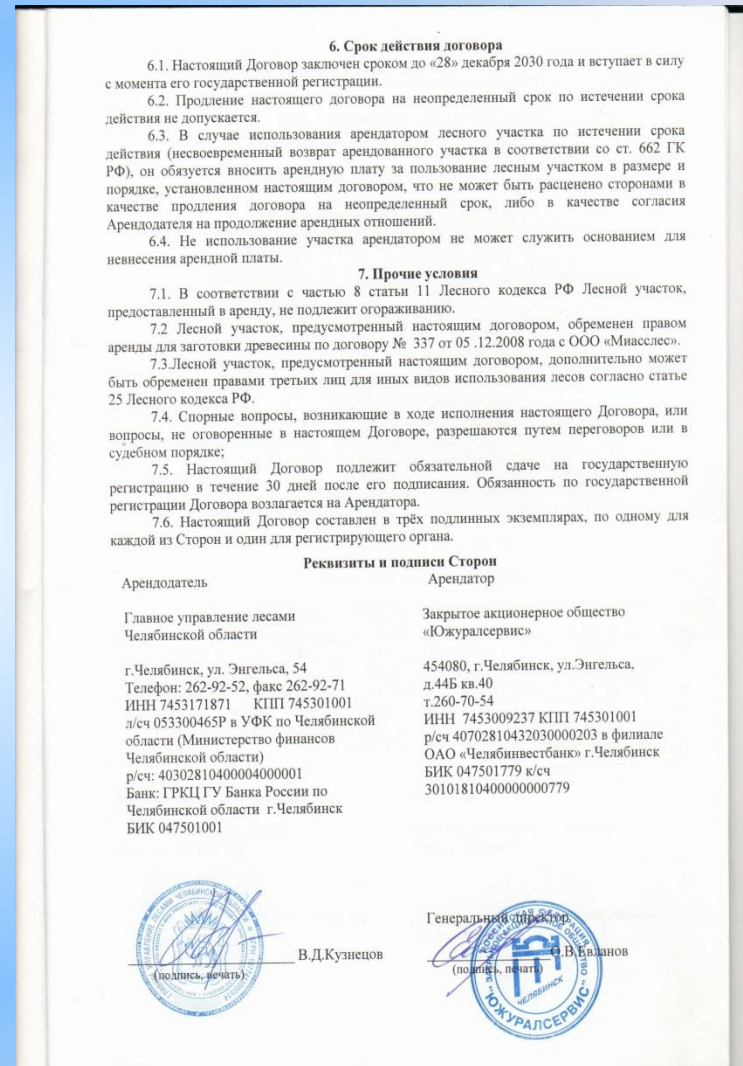 6. Срок действия договора
6.1. Настоящий Договор заключен сроком до «28» декабря 2030 года и вступает в силу
с момента его государственной регистрации.
6.2. Продление настоящего договора на неопределенный срок по истечении срока
действия не допускается.
6.3. В случае использования арендатором лесного участка по истечении срока
действия (несвоевременный возврат арендованного участка в соответствии со ст. 662 ГК
РФ), он обязуется вносить арендную плату за пользование лесным участком в размере и
порядке, установленном настоящим договором, что не может быть расценено сторонами в
качестве продления договора на неопределенный срок, либо в качестве согласия
Арендодателя на продолжение арендных отношений.
6.4. Не использование участка арендатором не может служить основанием для
невнесения арендной платы.
7. Прочие условия
7.1. В соответствии с частью 8 статьи 11 Лесного кодекса РФ Лесной участок,
предоставленный в аренду, не подлежит огораживанию.
7.2 Лесной участок, предусмотренный настоящим договором, обременен правом
аренды для заготовки древесины по договору № 337 от 05 .12.2008 года с ООО «Миасслес».
7.3.Лесной участок, предусмотренный настоящим договором, дополнительно может
быть обременен правами третьих лиц для иных видов использования лесов согласно статье
25 Лесного кодекса РФ.
7.4. Спорные вопросы, возникающие в ходе исполнения настоящего Договора, или
вопросы, не оговоренные в настоящем Договоре, разрешаются путем переговоров или в
судебном порядке;
7.5. Настоящий Договор подлежит обязательной сдаче на государственную
регистрацию в течение 30 дней после его подписания. Обязанность по государственной
регистрации Договора возлагается на Арендатора.
7.6. Настоящий Договор составлен в трёх подлинных экземплярах, по одному для
каждой из Сторон и один для регистрирующего органа.
Реквизиты и подписи Сторон
Арендодатель
Главное управление лесами
Челябинской области
г.Челябинск, ул. Энгельса, 54
Телефон: 262-92-52, факс 262-92-71
ИНН 7453171871 КПП 745301001
л/сч 053300465Р в УФК по Челябинской
области (Министерство финансов
Челябинской области)
р/сч: 40302810400004000001
Банк: ГРКЦ ГУ Банка России по
Челябинской области г.Челябинск
БИК 047501001
В.Д.Кузнецов
(подпись, печать)
Арендатор
Закрытое акционерное общество
«Южуралсервис»
454080, г.Челябинск, ул.Энгельса,
д.44Б кв.40
т.260-70-54
ИНН 7453009237 КПП 745301001
р/сч 40702810432030000203 в филиале
ОАО «Челябинвестбанк» г.Челябинск
БИК 047501779 к/сч
30101810400000000779
Генеральный директор
О.В.Евланов
(подпись, печать)
РОССИЙСКАЯ ФЕДЕРАЦИЯ
ЗАКРЫТОЕ АКЦИОНЕРНОЕ ОБЩЕСТВО
ЧЕЛЯБИНСК
"ЮЖУРАЛСЕРВИС"